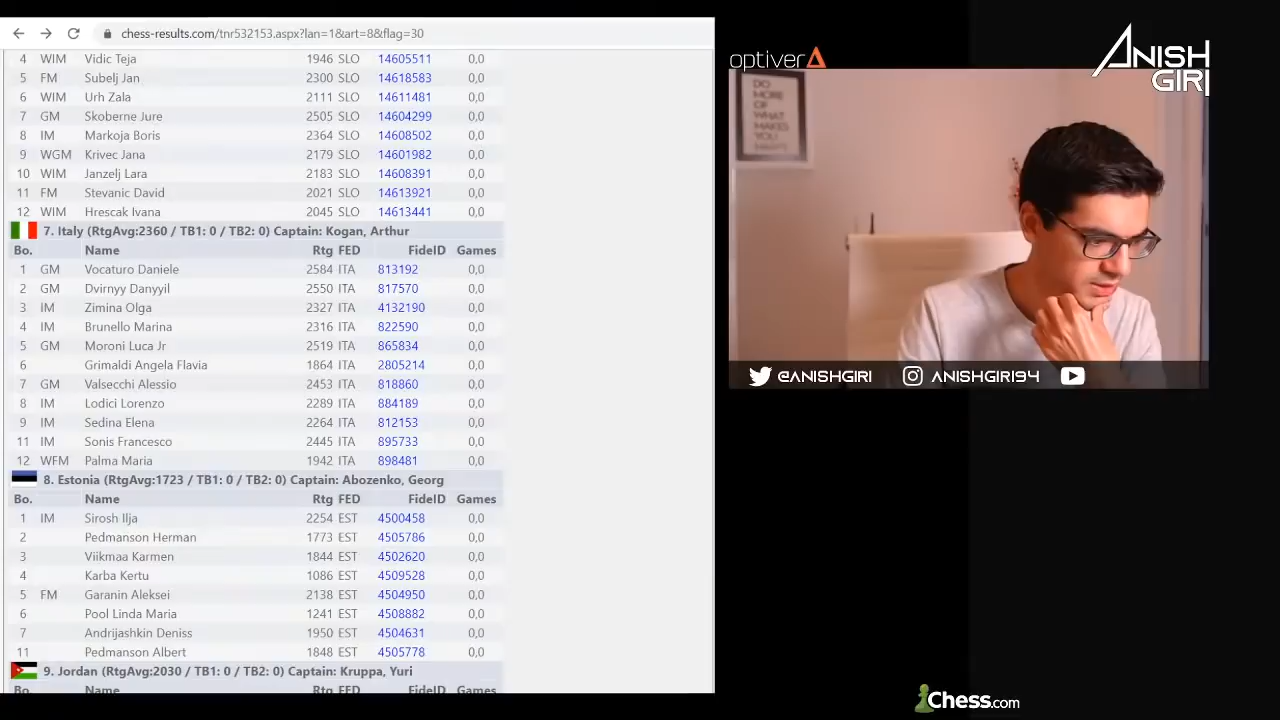 chess-results.com/tnr532153.aspx?lan=1&art=8&flag=30
4 WIM Vidic Teja 1946 SLO 14605511 0,0
5 FM Subelj Jan 2300 SLO 14618583 0,0
6 WIM Urh Zala 2111 SLO 14611481 0,0
7 GM Skoberne Jure 2505 SLO 14604299 0,0
8 IM Markoja Boris 2364 SLO 14608502 0,0
9 WGM Krivec Jana 2179 SLO 14601982 0,0
10 WIM Janzelj Lara 2183 SLO 14608391 0,0
11 FM Stevanic David 2021 SLO 14613921 0,0
12 WIM Hrescak Ivana 2045 SLO 14613441 0,0
7. Italy (RtgAvg:2360 / TB1: 0 / TB2: 0) Captain: Kogan, Arthur
Bo. Name Rtg FED FideID Games
1 GM Vocaturo Daniele 2584 ITA 813192 0,0
2 GM Dvirnyy Danyyil 2550 ITA 817570 0,0
3 IM Zimina Olga 2327 ITA 4132190 0,0
4 IM Brunello Marina 2316 ITA 822590 0,0
5 GM Moroni Luca Jr 2519 ITA 865834 0,0
6 Grimaldi Angela Flavia 1864 ITA 2805214 0,0
7 GM Valsecchi Alessio 2453 ITA 818860 0,0
8 IM Lodici Lorenzo 2289 ITA 884189 0,0
9 IM Sedina Elena 2264 ITA 812153 0,0
11 IM Sonis Francesco 2445 ITA 895733 0,0
12 WFM Palma Maria 1942 ITA 898481 0,0
8. Estonia (RtgAvg:1723 / TB1: 0 / TB2: 0) Captain: Abozenko, Georg
Bo. Name Rtg FED FideID Games
1 IM Sirosh Ilja 2254 EST 4500458 0,0
2 Pedmanson Herman 1773 EST 4505786 0,0
3 Viikmaa Karmen 1844 EST 4502620 0,0
4 Karba Kertu 1086 EST 4509528 0,0
5 FM Garanin Aleksei 2138 EST 4504950 0,0
6 Pool Linda Maria 1241 EST 4508882 0,0
7 Andrijashkin Deniss 1950 EST 4504631 0,0
11 Pedmanson Albert 1848 EST 4505778 0,0
9. Jordan (RtgAvg:2030 / TB1: 0 / TB2: 0) Captain: Kruppa, Yuri
Bo. Name Rtg FED FideID Games
optiver
ANISH
GIRI
DO
MORE
OF
WHAT
MAKES
YOU
HAPPY
@ANISHGIRI ANISHGIRI94
Chess.com